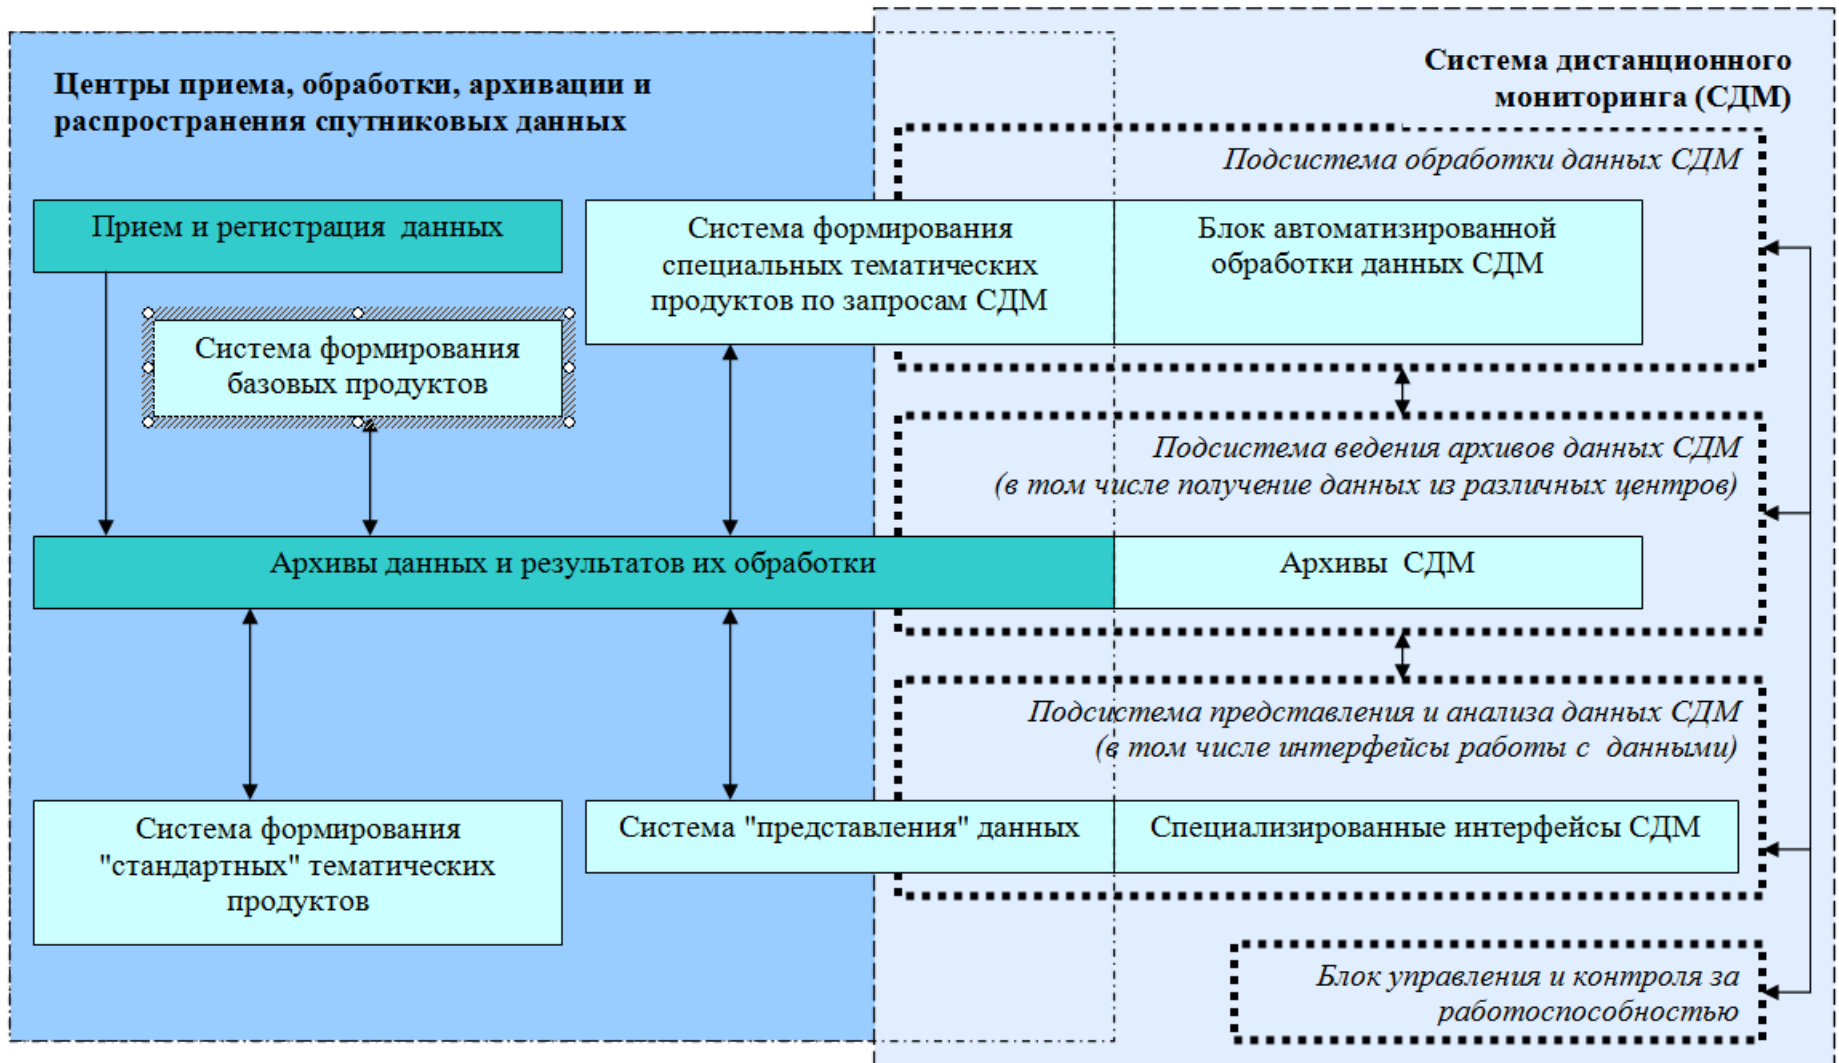 Центры приема, обработки, архивации и
распространения спутниковых данных
Система дистанционного
мониторинга (СДМ)
Подсистема обработки данных СДМ
Прием и регистрация данных
Система формирования
специальных тематических
продуктов по запросам СДМ
Блок автоматизированной
обработки данных СДМ
Система формирования
базовых продуктов
Подсистема ведения архивов данных СДМ
(в том числе получение данных из различных центров)
Архивы данных и результатов их обработки
Архивы СДМ
Подсистема представления и анализа данных СДМ
(в том числе интерфейсы работы с данными)
Система формирования
"стандартных" тематических
продуктов
Система "представления" данных
Специализированные интерфейсы СДМ
Блок управления и контроля за
работоспособностью